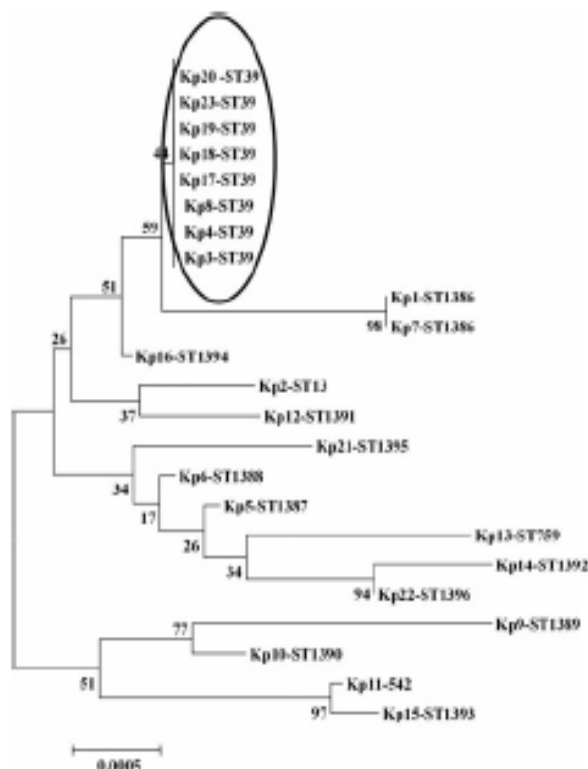 Kp20 -ST39
Kp23-ST39
Kp19-ST39
Kp18-ST39
44
Kp17-ST39
Kp8-ST39
Kp4-ST39
Kp3-ST39
59
51
Kp1-ST1386
98 Kp7-ST1386
26
Kp16-ST1394
Kp2-ST13
37 Kp12-ST1391
Kp21-ST1395
34
Kp6-ST1388
17
Kp5-ST1387
26
Kp13-ST759
34
Kp14-ST1392
94 Kp22-ST1396
77
Kp9-ST1389
Kp10-ST1390
51
Kp11-542
97 Kp15-ST1393
0.0005